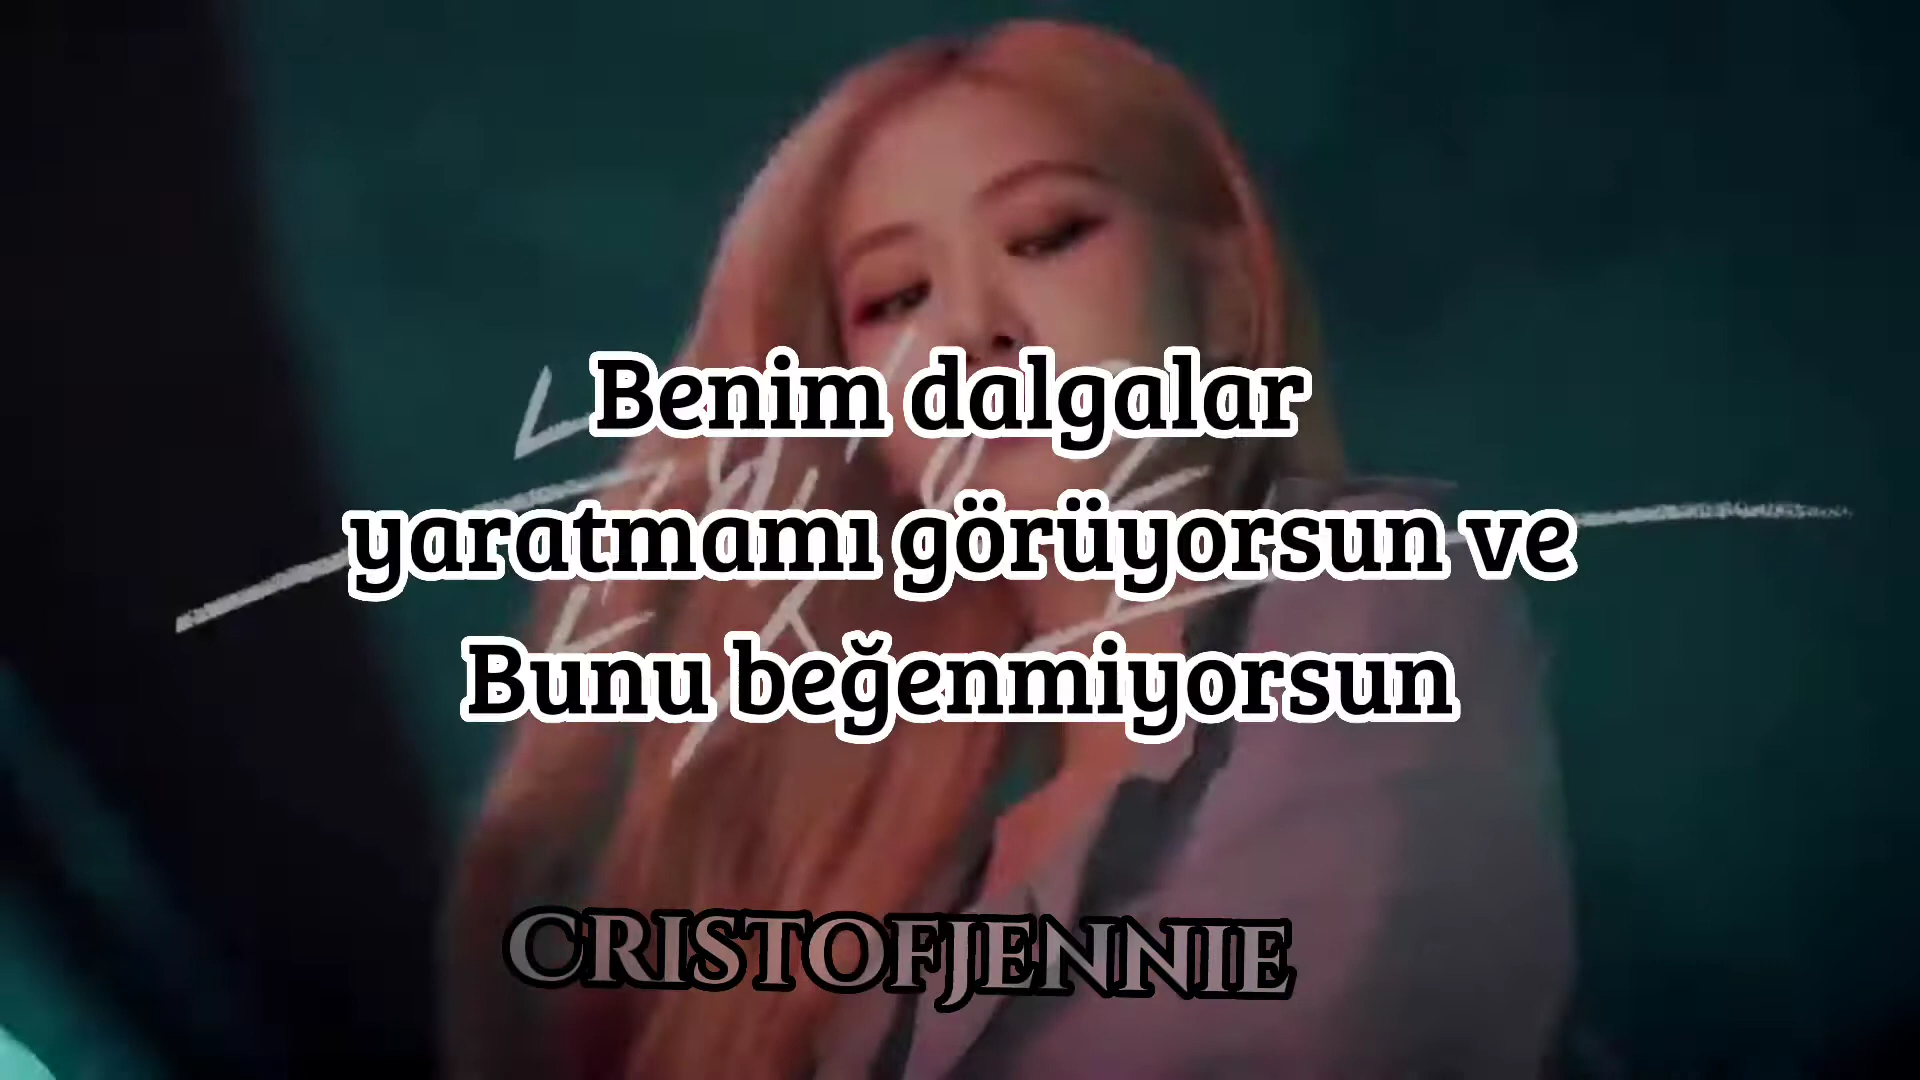 Benim dalgalar
yaratmamı görüyorsun ve
Bunu beğenmiyorsun
CRISTOFJENNIE